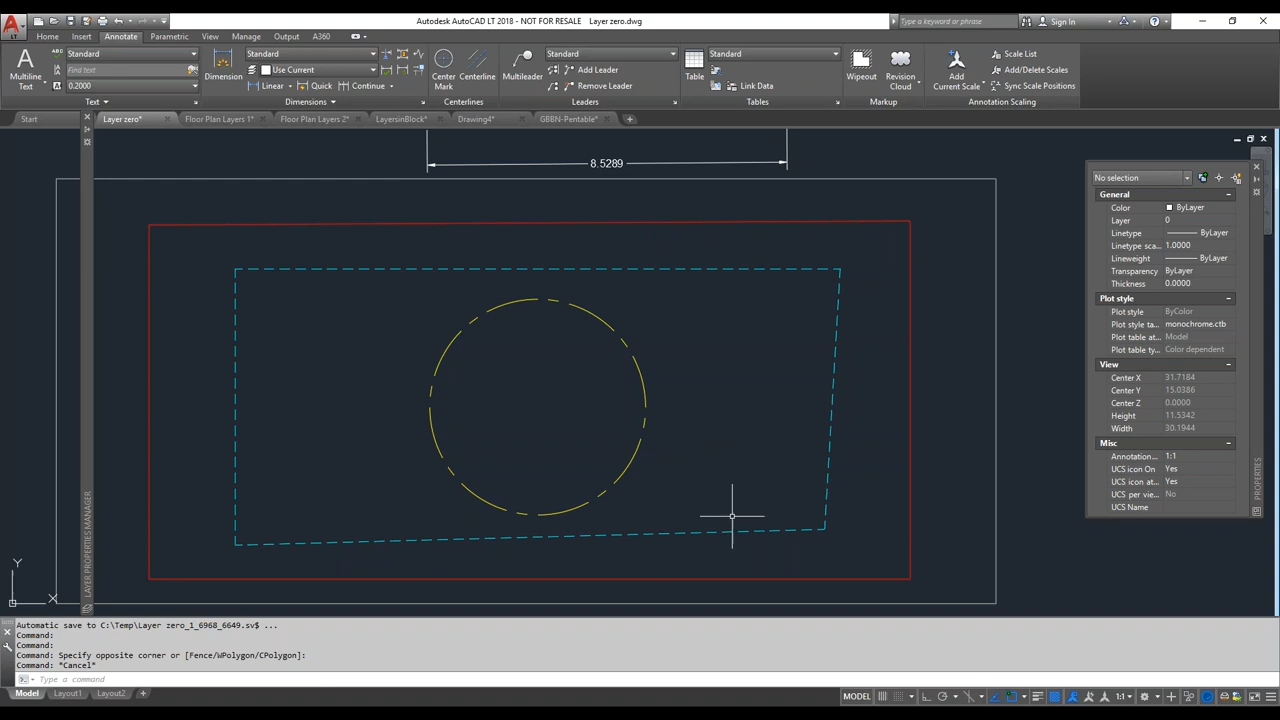 Autodesk AutoCAD LT 2018 - NOT FOR RESALE Layer zero.dwg
Type a keyword or phrase
Sign In
LT
Home Insert Annotate Parametric View Manage Output A360
Multiline Text
Standard
Find text
0.2000
Text
Dimension
Standard
Use Current
Linear Quick Continue
Dimensions
Center Mark
Centerline
Centerlines
Multileader
Standard
Add Leader
Remove Leader
Leaders
Table
Standard
Link Data
Tables
Wipeout
Revision Cloud
Markup
Add Current Scale
Scale List
Add/Delete Scales
Sync Scale Positions
Annotation Scaling
Start Layer zero* Floor Plan Layers 1* Floor Plan Layers 2* LayersinBlock* Drawing4* GBBN-Pentable*
8.5289
LAYER PROPERTIES MANAGER
Y
X
No selection
General
Color ByLayer
Layer 0
Linetype ByLayer
Linetype sca... 1.0000
Lineweight ByLayer
Transparency ByLayer
Thickness 0.0000
Plot style
Plot style ByColor
Plot style ta... monochrome.ctb
Plot table at... Model
Plot table ty... Color dependent
View
Center X 31.7184
Center Y 15.0386
Center Z 0.0000
Height 11.5342
Width 30.1944
Misc
Annotation... 1:1
UCS icon On Yes
UCS icon at... Yes
UCS per vie... No
UCS Name
PROPERTIES
Automatic save to C:\Temp\Layer zero_1_6968_6649.sv$ ...
Command:
Command:
Command: Specify opposite corner or [Fence/WPolygon/CPolygon]:
Command: *Cancel*
Type a command
Model Layout1 Layout2
MODEL 1:1